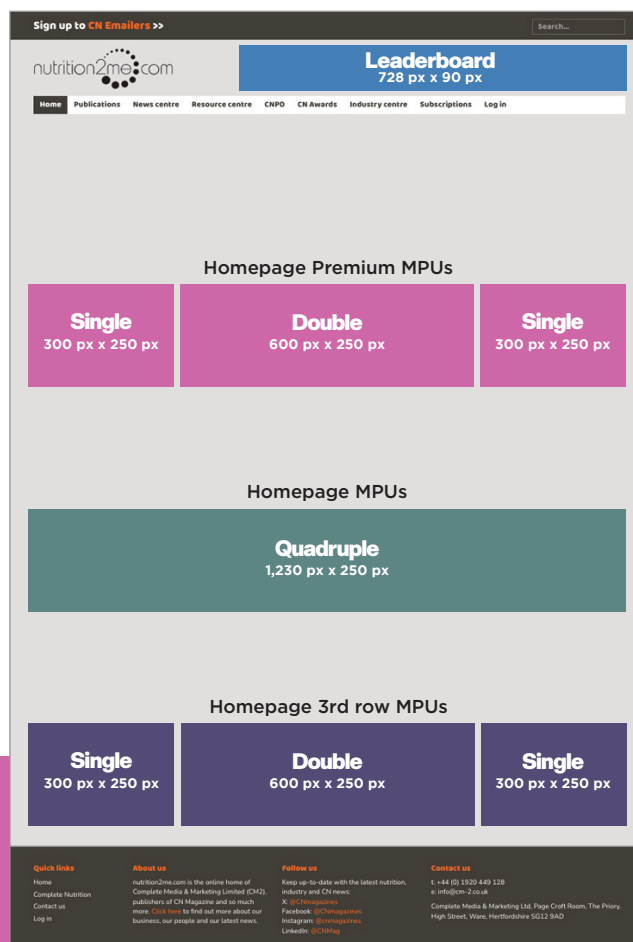 Sign up to CN Emailers >>
Search...
nutrition2me.com
Leaderboard
728 px x 90 px
Home Publications News centre Resource centre CNPD CN Awards Industry centre Subscriptions Log in
Homepage Premium MPUs
Single
300 px x 250 px
Double
600 px x 250 px
Single
300 px x 250 px
Homepage MPUs
Quadruple
1,230 px x 250 px
Homepage 3rd row MPUs
Single
300 px x 250 px
Double
600 px x 250 px
Single
300 px x 250 px
Quick links
Home
Complete Nutrition
Contact us
Log in
About us
nutrition2me.com is the online home of
Complete Media & Marketing Limited (CM2),
publishers of CN Magazine and so much
more. Click here to find out more about our
business, our people and our latest news.
Follow us
Keep up-to-date with the latest nutrition,
industry and CN news:
X: @CNmagazines
Facebook: @CNmagazines
Instagram: @cnmagazines
LinkedIn: @CNMag
Contact us
t: +44 (0) 1920 449 128
e: info@cm-2.co.uk
Complete Media & Marketing Ltd, Page Croft Room, The Priory,
High Street, Ware, Hertfordshire SG12 9AD